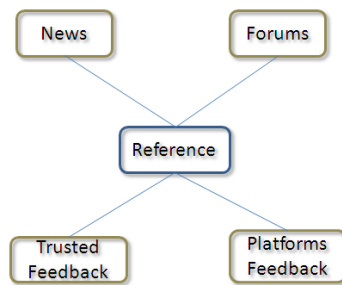 News
Forums
Reference
Trusted
Feedback
Platforms
Feedback